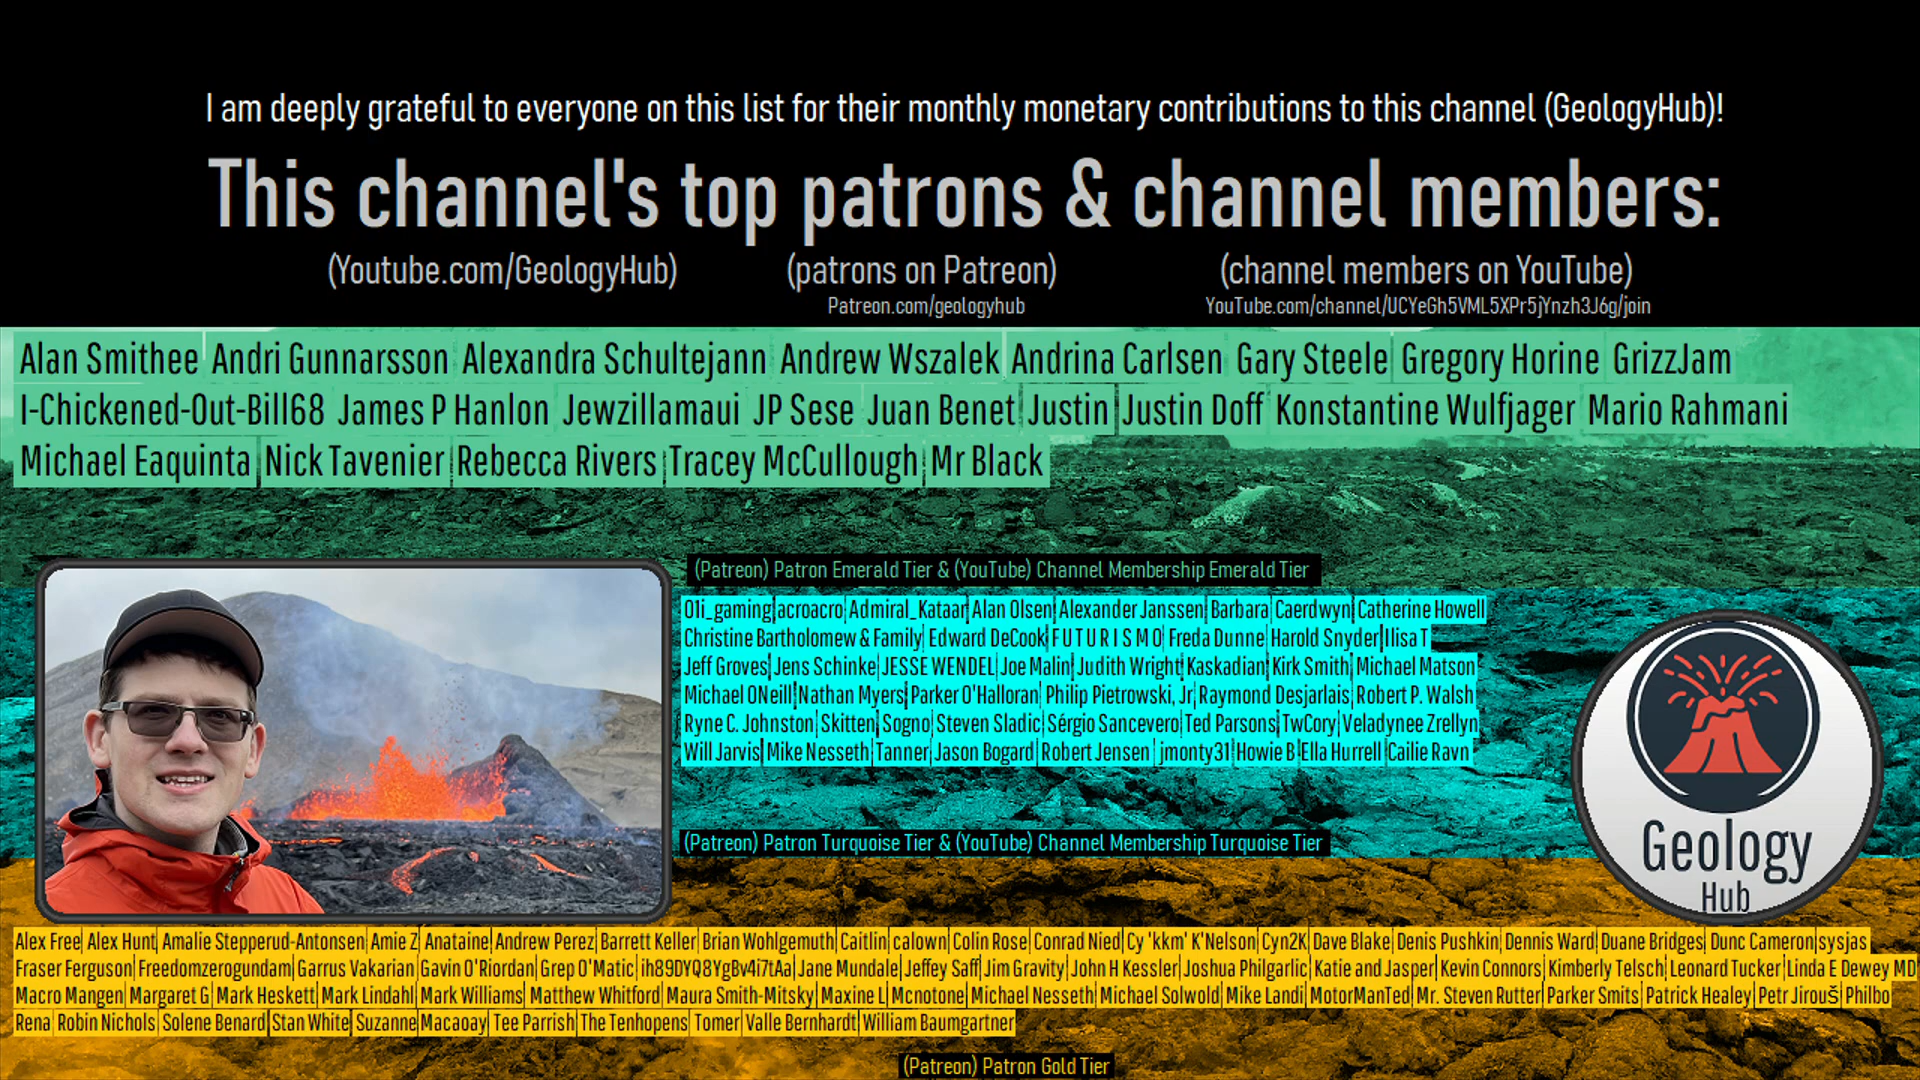 I am deeply grateful to everyone on this list for their monthly monetary contributions to this channel (GeologyHub)!
This channel's top patrons & channel members:
(Youtube.com/GeologyHub) (patrons on Patreon) (channel members on YouTube)
Patreon.com/geologyhub YouTube.com/channel/UCYeGh5VML5XPr5jYnzh3J6g/join
Alan Smithee Andri Gunnarsson Alexandra Schultejann Andrew Wszalek Andrina Carlsen Gary Steele Gregory Horine GrizzJam
I-Chickened-Out-Bill68 James P Hanlon Jewzillamaui JP Sese Juan Benet Justin Justin Doff Konstantine Wulfjager Mario Rahmani
Michael Eaquinta Nick Tavenier Rebecca Rivers Tracey McCullough Mr Black
(Patreon) Patron Emerald Tier & (YouTube) Channel Membership Emerald Tier
01i_gaming acroacro Admiral_Kataar Alan Olsen Alexander Janssen Barbara Caerdwyn Catherine Howell
Christine Bartholomew & Family Edward DeCook F U T U R I S M O Freda Dunne Harold Snyder Ilisa T
Jeff Groves Jens Schinke JESSE WENDEL Joe Malin Judith Wright Kaskadian Kirk Smith Michael Matson
Michael ONeill Nathan Myers Parker O'Halloran Philip Pietrowski, Jr Raymond Desjarlais Robert P. Walsh
Ryne C. Johnston Skitten Sogno Steven Sladic Sérgio Sancevero Ted Parsons TwCory Veladynee Zrellyn
Will Jarvis Mike Nesseth Tanner Jason Bogard Robert Jensen jmonty31 Howie B Ella Hurrell Cailie Ravn
(Patreon) Patron Turquoise Tier & (YouTube) Channel Membership Turquoise Tier
Geology
Hub
Alex Free Alex Hunt Amalie Stepperud-Antonsen Amie Z Anataine Andrew Perez Barrett Keller Brian Wohlgemuth Caitlin calown Colin Rose Conrad Nied Cy 'kkm' K'Nelson Cyn2K Dave Blake Denis Pushkin Dennis Ward Duane Bridges Dunc Cameron sysjas
Fraser Ferguson Freedomzerogundam Garrus Vakarian Gavin O'Riordan Grep O'Matic ih89DYQ8YgBv4i7tAa Jane Mundale Jeffey Saff Jim Gravity John H Kessler Joshua Philgarlic Katie and Jasper Kevin Connors Kimberly Telsch Leonard Tucker Linda E Dewey MD
Macro Mangen Margaret G Mark Heskett Mark Lindahl Mark Williams Matthew Whitford Maura Smith-Mitsky Maxine L Mcnotone Michael Nesseth Michael Solwold Mike Landi MotorManTed Mr. Steven Rutter Parker Smits Patrick Healey Petr Jirouš Philbo
Rena Robin Nichols Solene Benard Stan White Suzanne Macaoay Tee Parrish The Tenhopens Tomer Valle Bernhardt William Baumgartner
(Patreon) Patron Gold Tier